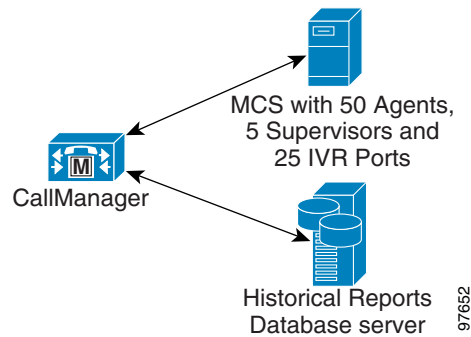 MCS with 50 Agents,
5 Supervisors and
25 IVR Ports
M
CallManager
Historical Reports
Database server
97652